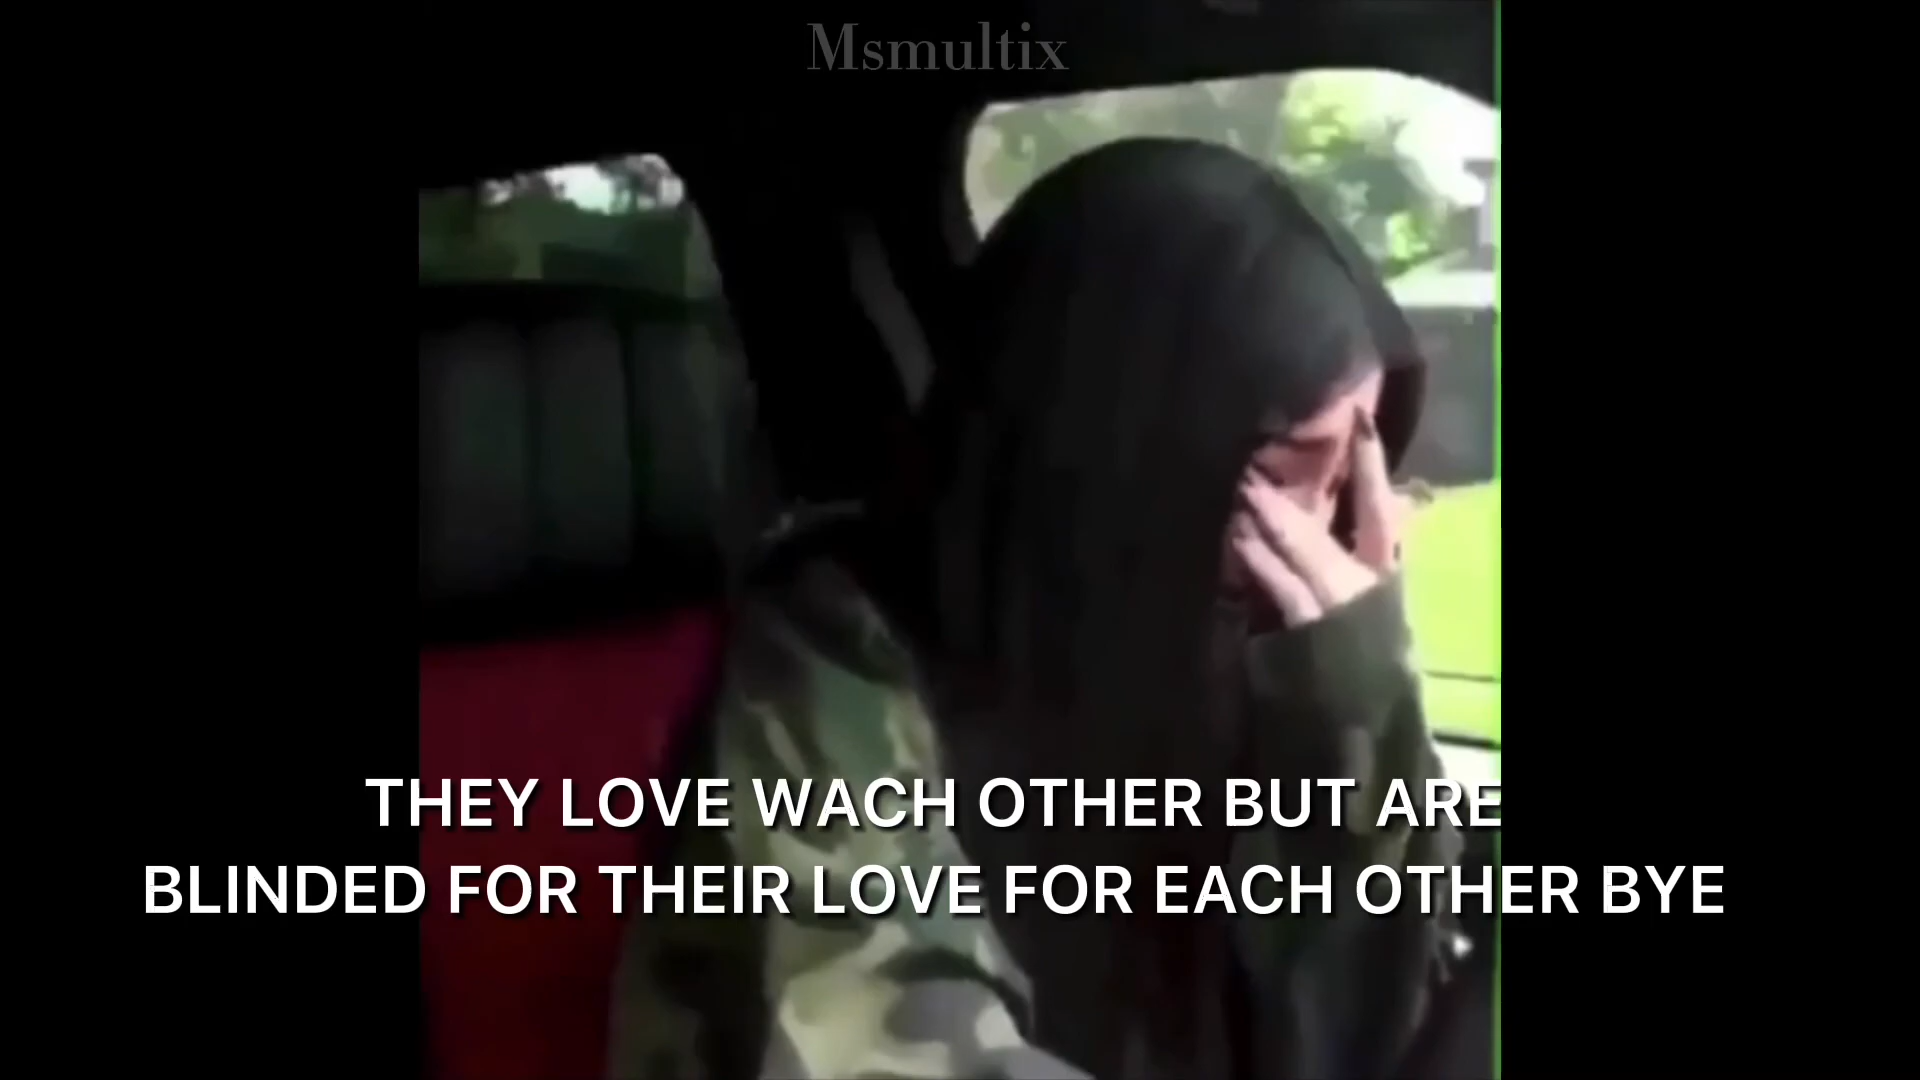 Msmultix
THEY LOVE WACH OTHER BUT ARE
BLINDED FOR THEIR LOVE FOR EACH OTHER BYE